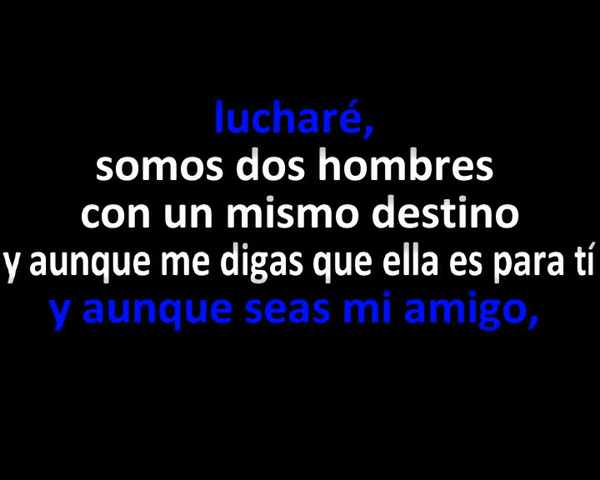 lucharé,
somos dos hombres
con un mismo destino
y aunque me digas que ella es para tí
y aunque seas mi amigo,